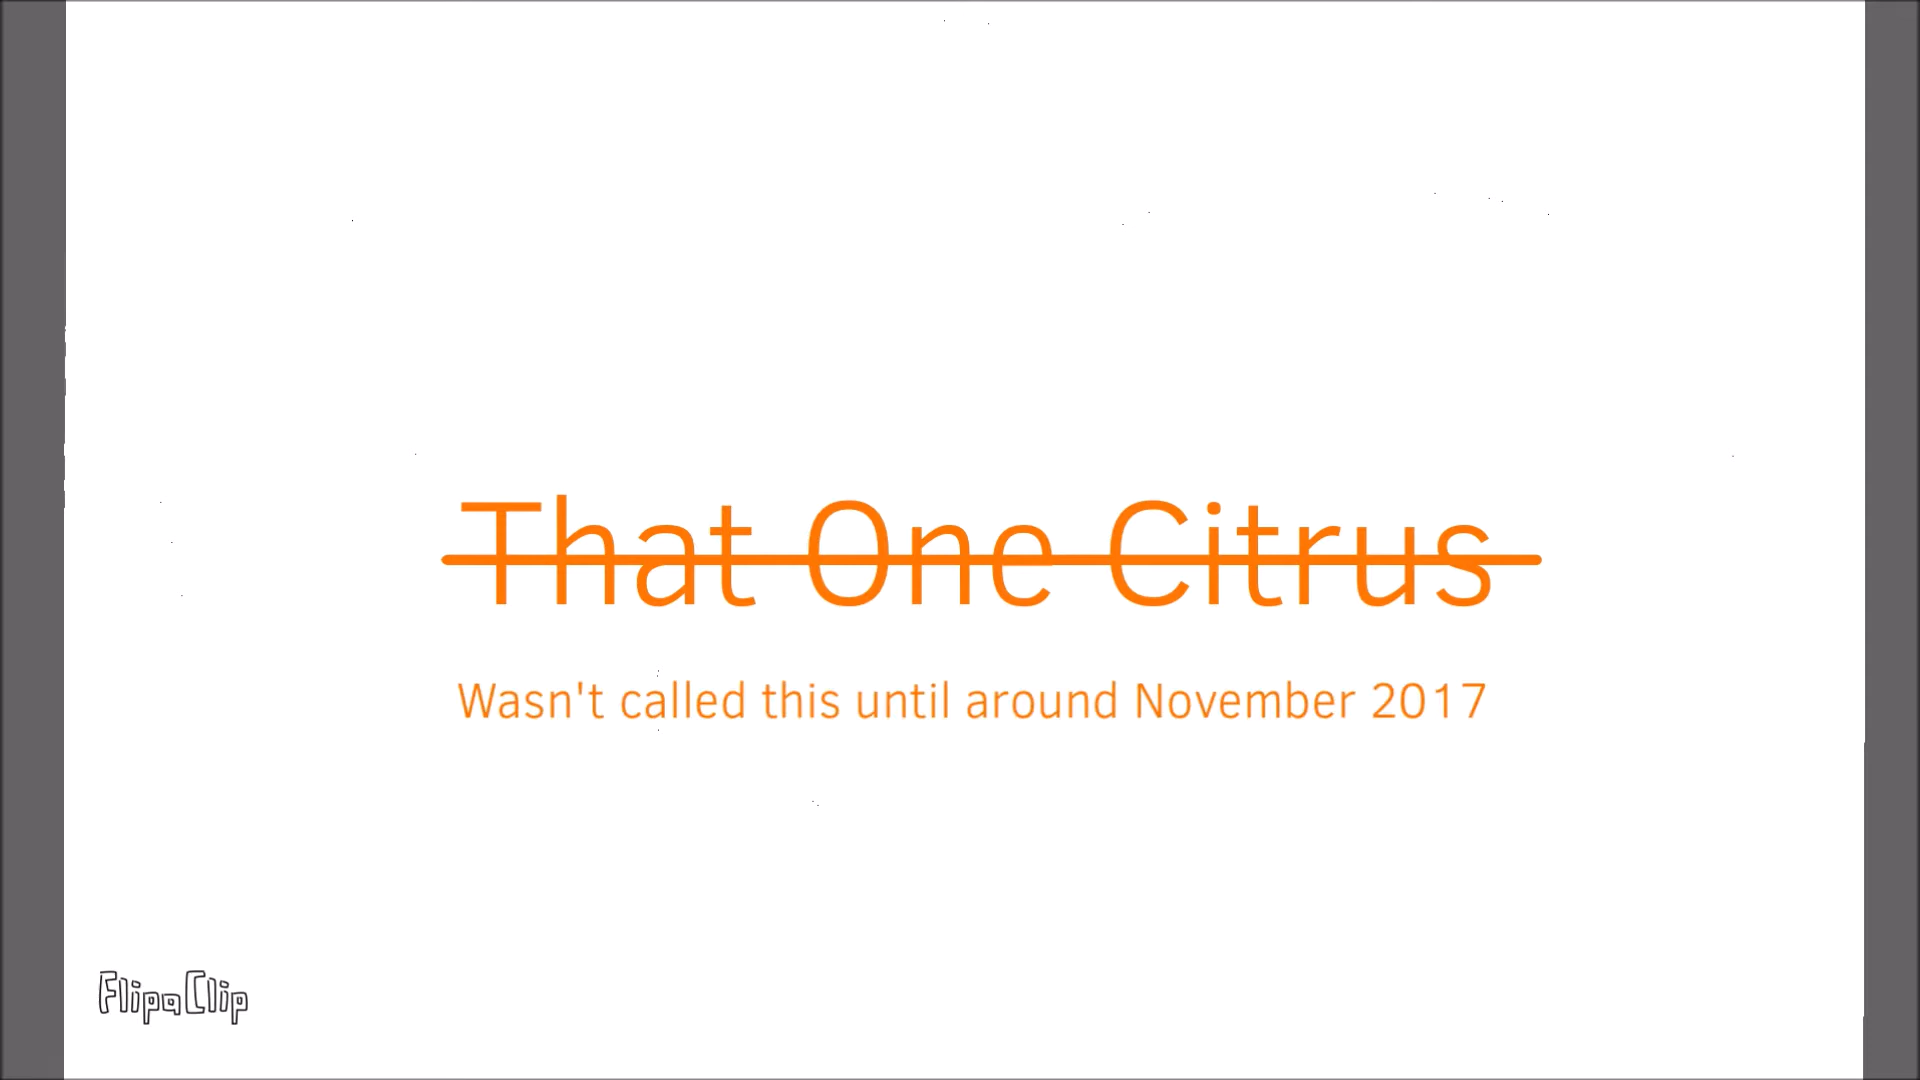 That One Citrus
Wasn't called this until around November 2017
FlipaClip